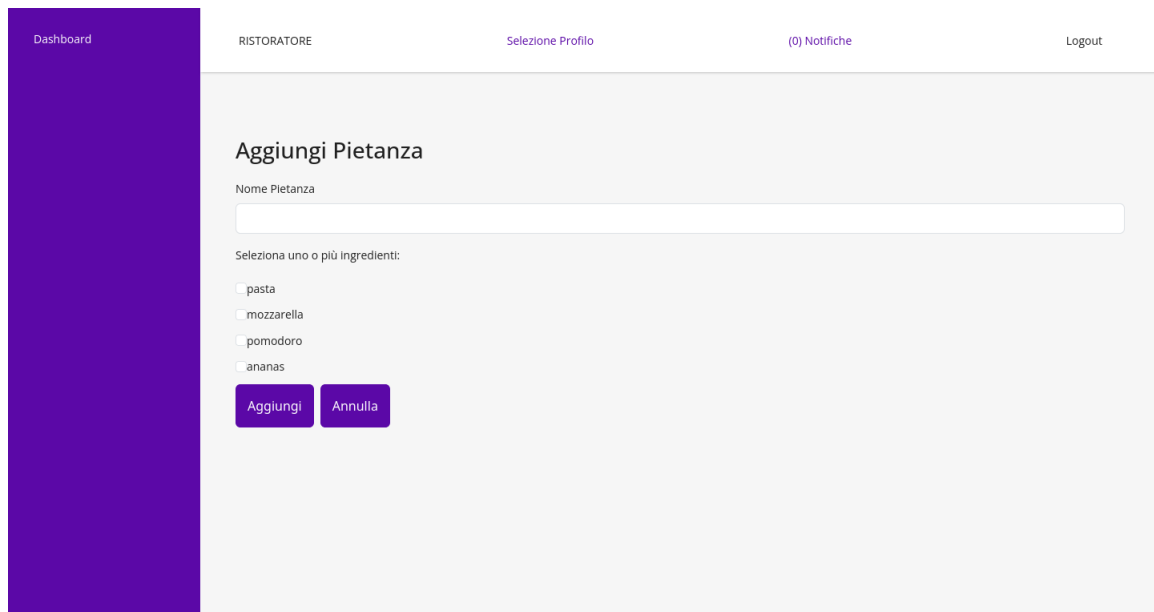 Dashboard
RISTORATORE
Selezione Profilo
(0) Notifiche
Logout
Aggiungi Pietanza
Nome Pietanza
Seleziona uno o più ingredienti:
pasta
mozzarella
pomodoro
ananas
Aggiungi
Annulla